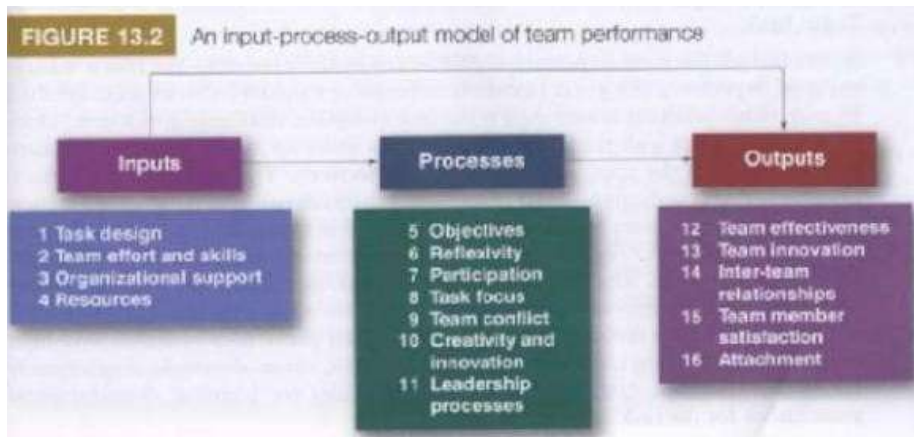 FIGURE 13.2 An input-process-output model of team performance
Inputs
Processes
Outputs
1 Task design
2 Team effort and skills
3 Organizational support
4 Resources
5 Objectives
6 Reflexivity
7 Participation
8 Task focus
9 Team conflict
10 Creativity and
innovation
11 Leadership
processes
12 Team effectiveness
13 Team innovation
14 Inter-team
relationships
15 Team member
satisfaction
16 Attachment